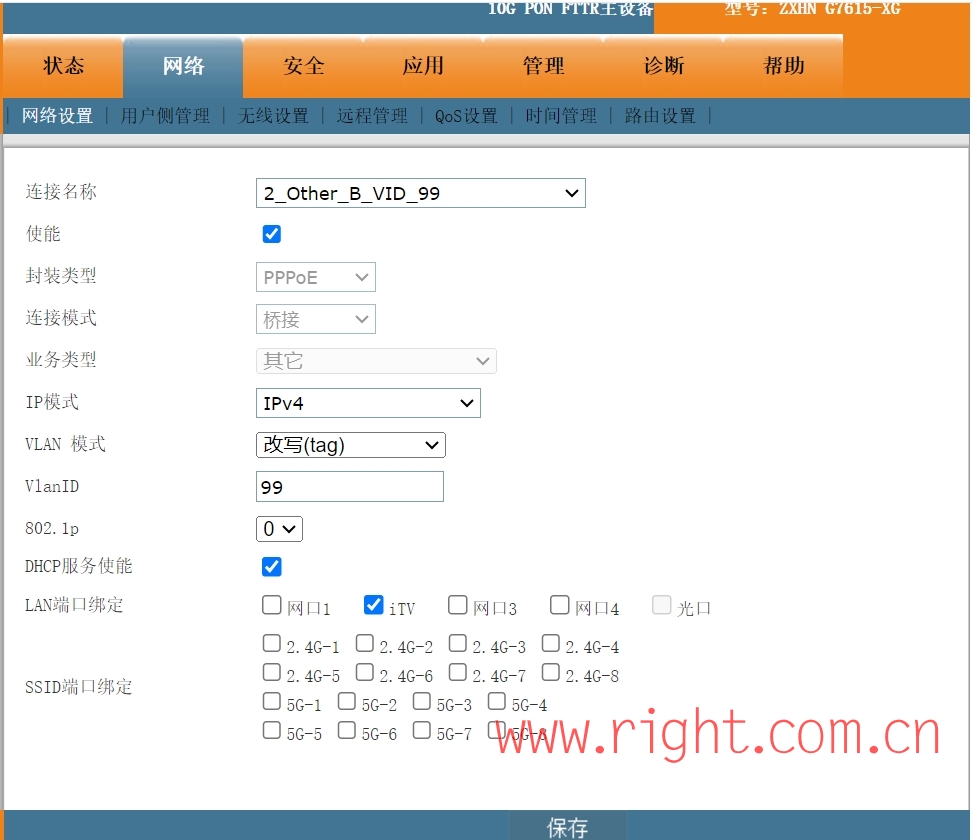 10G PON FTTR主设备 型号: ZXHN G7615-XG
状态 网络 安全 应用 管理 诊断 帮助
| 网络设置 | 用户侧管理 | 无线设置 | 远程管理 | QoS设置 | 时间管理 | 路由设置 |
连接名称 2_Other_B_VID_99
使能
封装类型 PPPoE
连接模式 桥接
业务类型 其它
IP模式 IPv4
VLAN 模式 改写(tag)
VlanID 99
802.1p 0
DHCP服务使能
LAN端口绑定 网口1 iTV 网口3 网口4 光口
2.4G-1 2.4G-2 2.4G-3 2.4G-4
2.4G-5 2.4G-6 2.4G-7 2.4G-8
SSID端口绑定
5G-1 5G-2 5G-3 5G-4
5G-5 5G-6 5G-7 5G-8
www.right.com.cn
保存